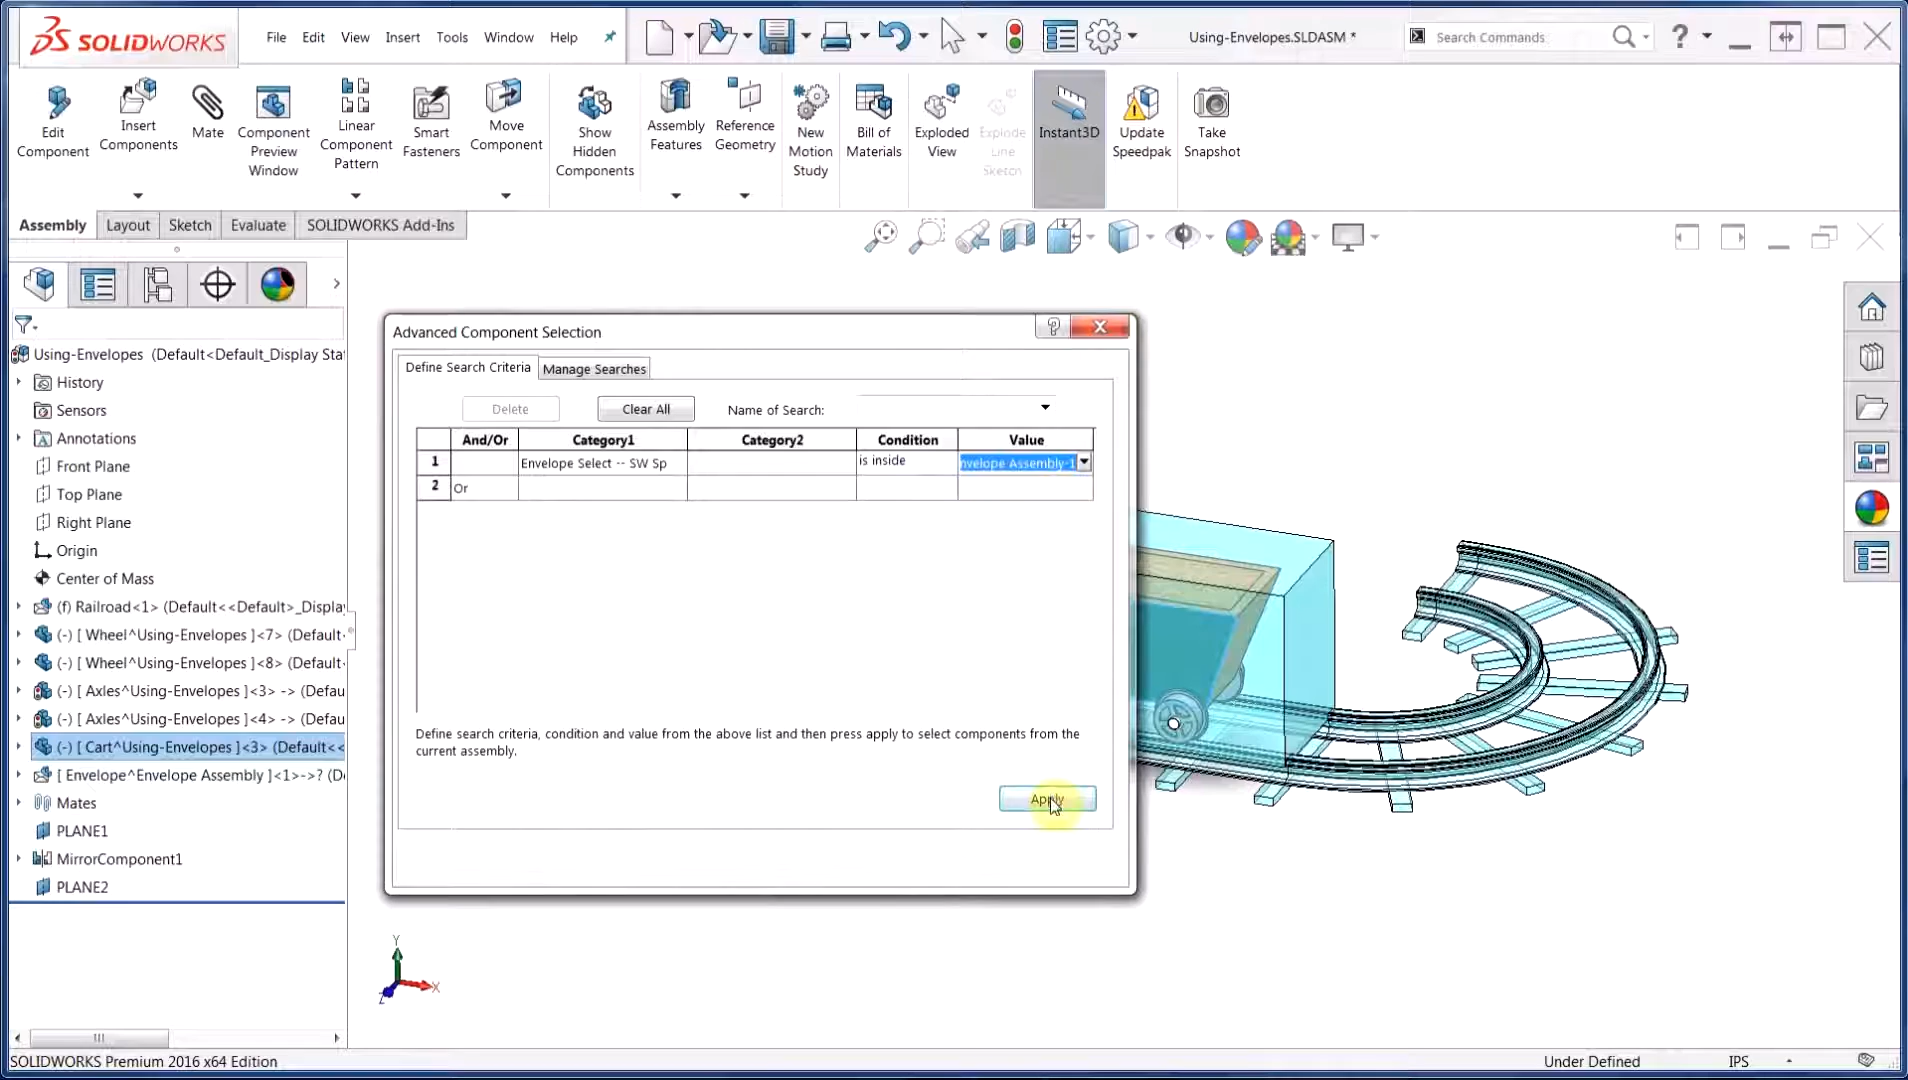 SOLIDWORKS
File Edit View Insert Tools Window Help
Using-Envelopes.SLDASM *
Search Commands
Edit Component
Insert Components
Mate
Component Preview Window
Linear Component Pattern
Smart Fasteners
Move Component
Show Hidden Components
Assembly Features
Reference Geometry
New Motion Study
Bill of Materials
Exploded View
Explode Line Sketch
Instant3D
Update Speedpak
Take Snapshot
Assembly Layout Sketch Evaluate SOLIDWORKS Add-Ins
Using-Envelopes (Default<Default_Display Sta
History
Sensors
Annotations
Front Plane
Top Plane
Right Plane
Origin
Center of Mass
(f) Railroad<1> (Default<<Default>_Displa
(-) [ Wheel^Using-Envelopes ]<7> (Default
(-) [ Wheel^Using-Envelopes ]<8> (Default
(-) [ Axles^Using-Envelopes ]<3> -> (Defau
(-) [ Axles^Using-Envelopes ]<4> -> (Defau
(-) [ Cart^Using-Envelopes ]<3> (Default<<
[ Envelope^Envelope Assembly ]<1>->? (De
Mates
PLANE1
MirrorComponent1
PLANE2
Advanced Component Selection
Define Search Criteria Manage Searches
Delete Clear All Name of Search:
And/Or Category1 Category2 Condition Value
1 Envelope Select -- SW Sp is inside nvelope Assembly-1
2 Or
Define search criteria, condition and value from the above list and then press apply to select components from the
current assembly.
Apply
Y
X
Z
SOLIDWORKS Premium 2016 x64 Edition
Under Defined IPS